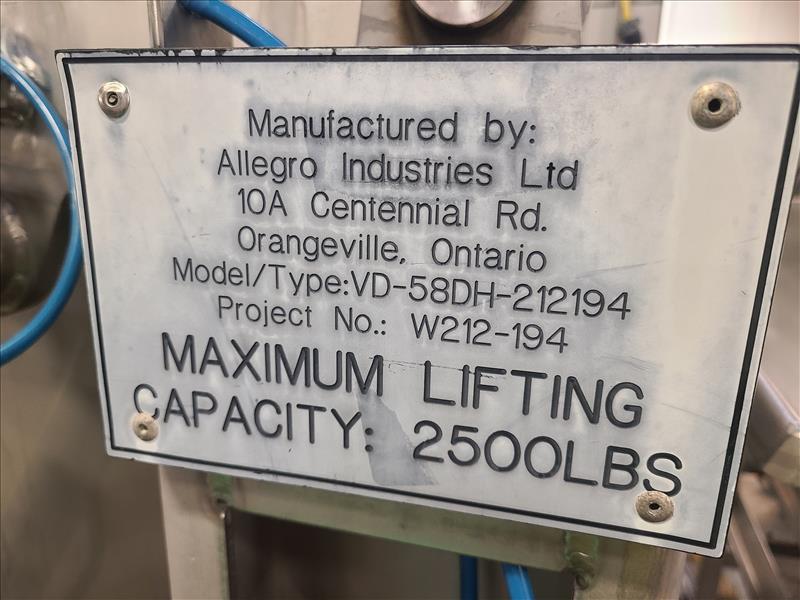 Manufactured by:
Allegro Industries Ltd
10A Centennial Rd.
Orangeville, Ontario
Model/Type:VD-58DH-212194
Project No.: W212-194
MAXIMUM LIFTING
CAPACITY: 2500LBS